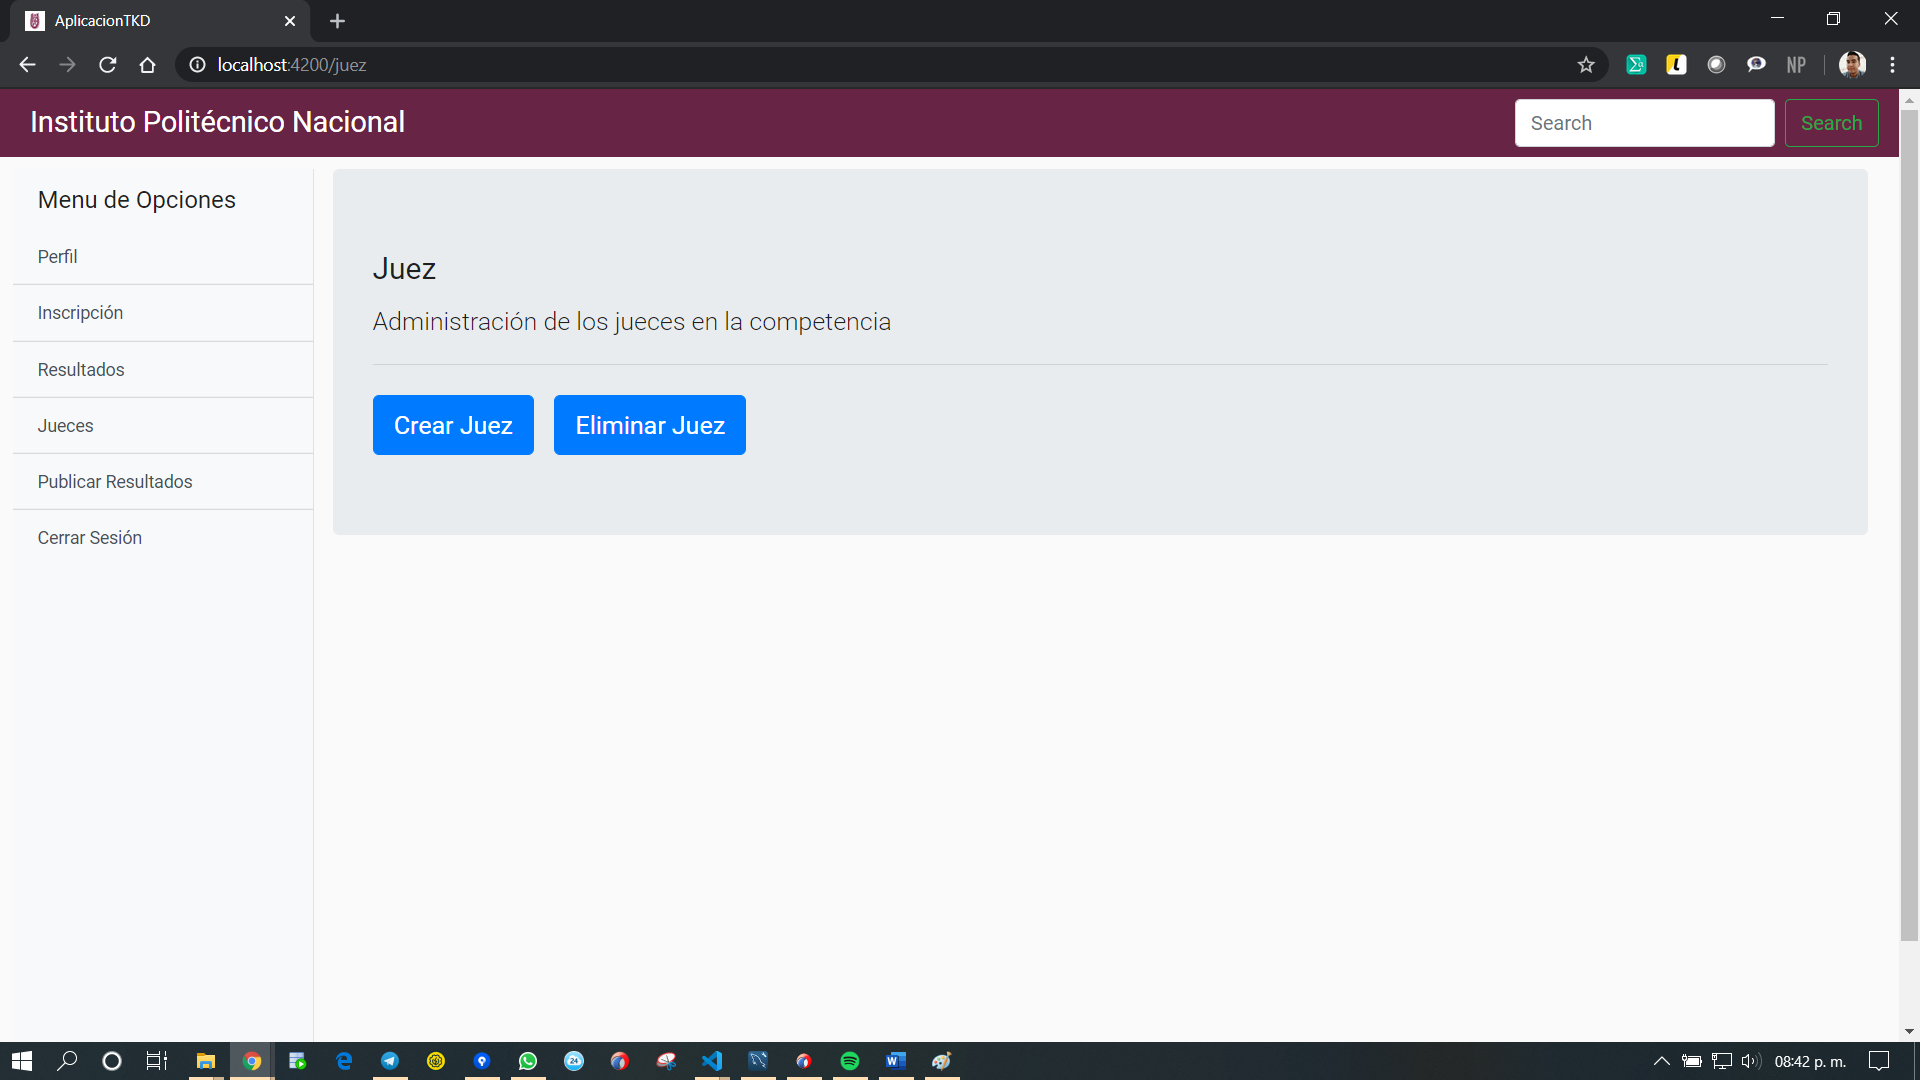 AplicacionTKD
localhost:4200/juez
NP
Instituto Politécnico Nacional
Search
Search
Menu de Opciones
Perfil
Inscripción
Resultados
Jueces
Publicar Resultados
Cerrar Sesión
Juez
Administración de los jueces en la competencia
Crear Juez
Eliminar Juez
24
08:42 p. m.